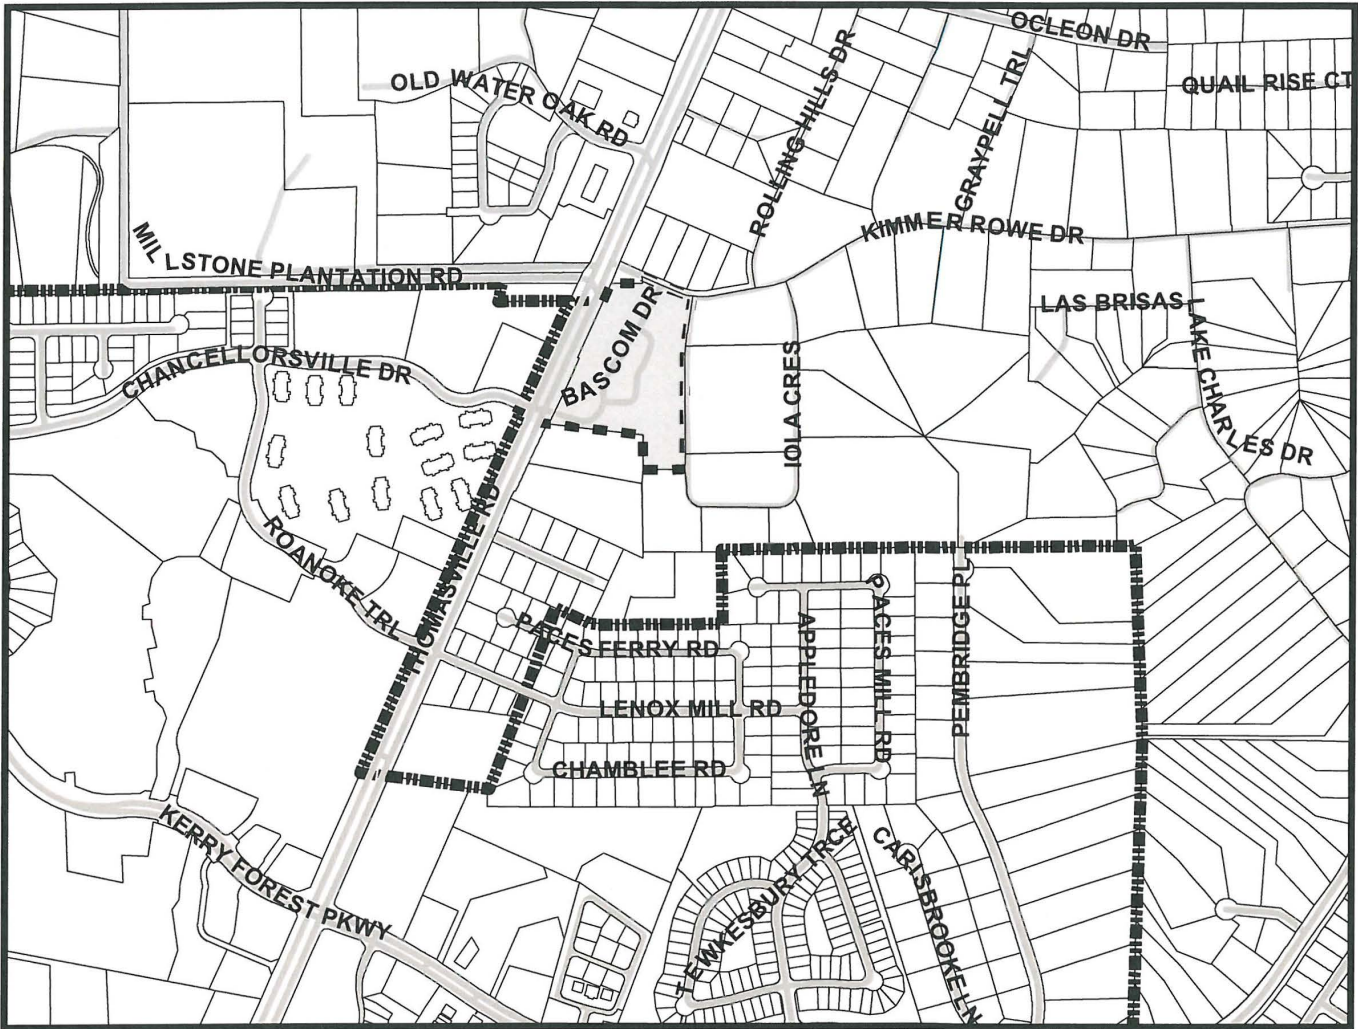 OCLEON DR
ROLLING HILLS DR
GRAYPELL TRL
QUAIL RISE CT
OLD WATER OAK RD
KIMMER ROWE DR
MILLSTONE PLANTATION RD
BASCOM DR
LAS BRISAS
LAKE CHARLES DR
CHANCELLORSVILLE DR
IOLA CRES
THOMASVILLE RD
ROANOKE TRL
PACES FERRY RD
APPLEDORE LN
PACES MILL RD
PEMBRIDGE PL
LENOX MILL RD
CHAMBLEE RD
KERRY FOREST PKWY
TEWKESBURY TRCE
CARISBROOKE LN